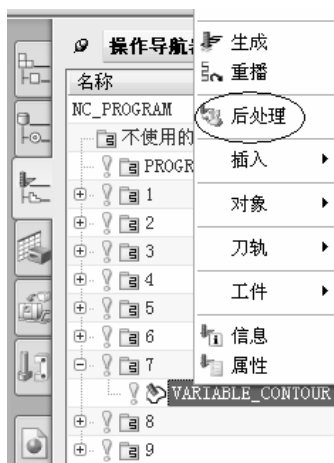 操作导航
名称
NC_PROGRAM
不使用的
PROGR
1
2
3
4
5
6
7
VARIABLE_CONTOUR
8
9
生成
重播
后处理
插入
对象
刀轨
工件
信息
属性